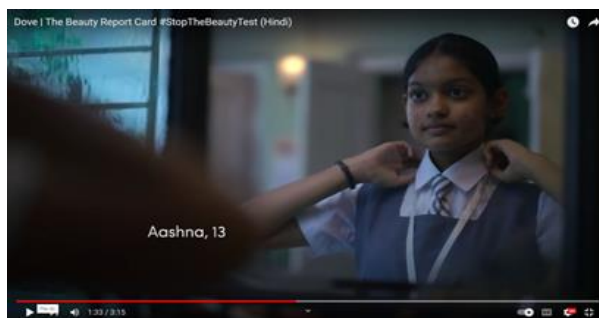 Dove | The Beauty Report Card #StopTheBeautyTest (Hindi)
Aashna, 13
1:33 / 3:15